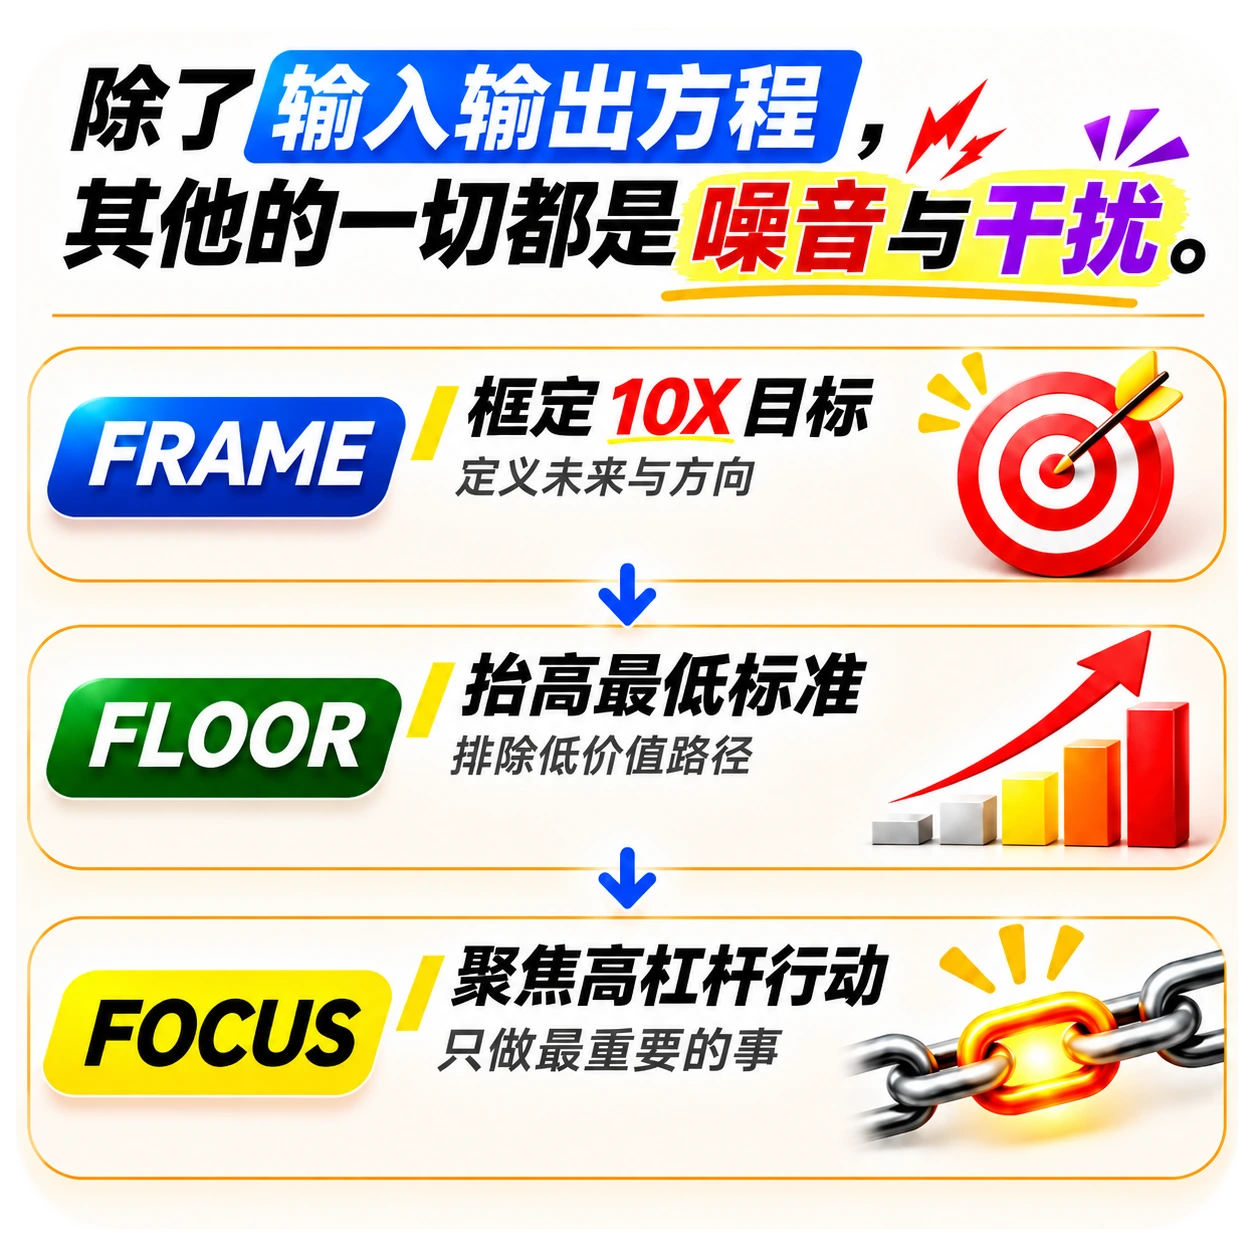 除了输入输出方程，
其他的一切都是噪音与干扰。
FRAME
框定 10X 目标
定义未来与方向
FLOOR
抬高最低标准
排除低价值路径
FOCUS
聚焦高杠杆行动
只做最重要的事